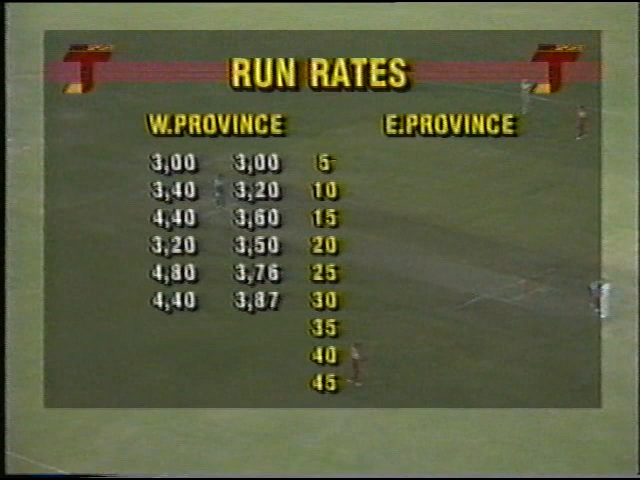 RUN RATES
W.PROVINCE E.PROVINCE
3,00 3,00 5
3,40 3,20 10
4,40 3,60 15
3,20 3,50 20
4,80 3,76 25
4,40 3,87 30
35
40
45